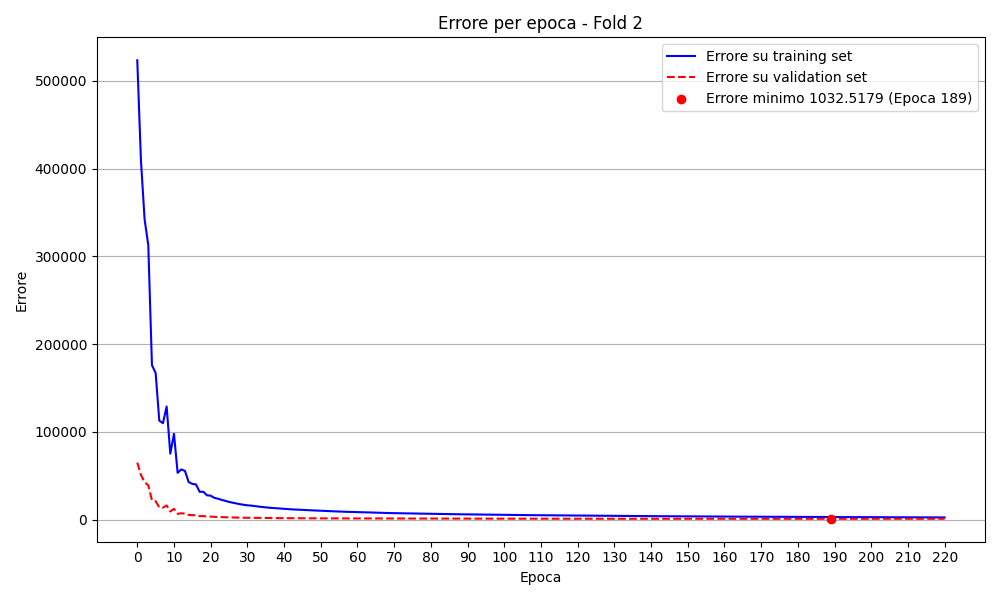 Errore per epoca - Fold 2
Errore su training set
Errore su validation set
Errore minimo 1032.5179 (Epoca 189)
Errore
500000
400000
300000
200000
100000
0
0 10 20 30 40 50 60 70 80 90 100 110 120 130 140 150 160 170 180 190 200 210 220
Epoca